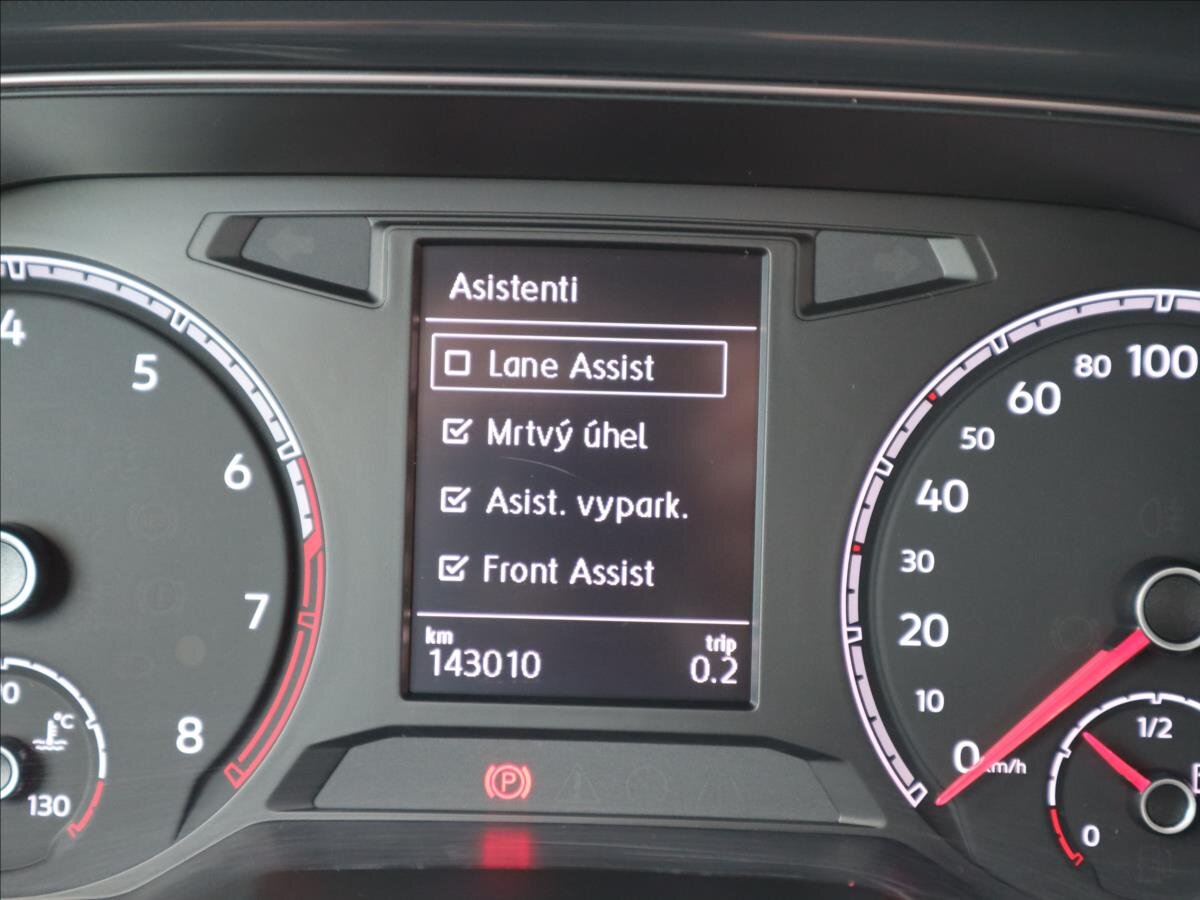 Asistenti
Lane Assist
Mrtvý úhel
Asist. vypark.
Front Assist
km
143010
trip
0.2
4
5
6
7
8
°C
130
100
80
60
50
40
30
20
10
0
km/h
1/2
0
P